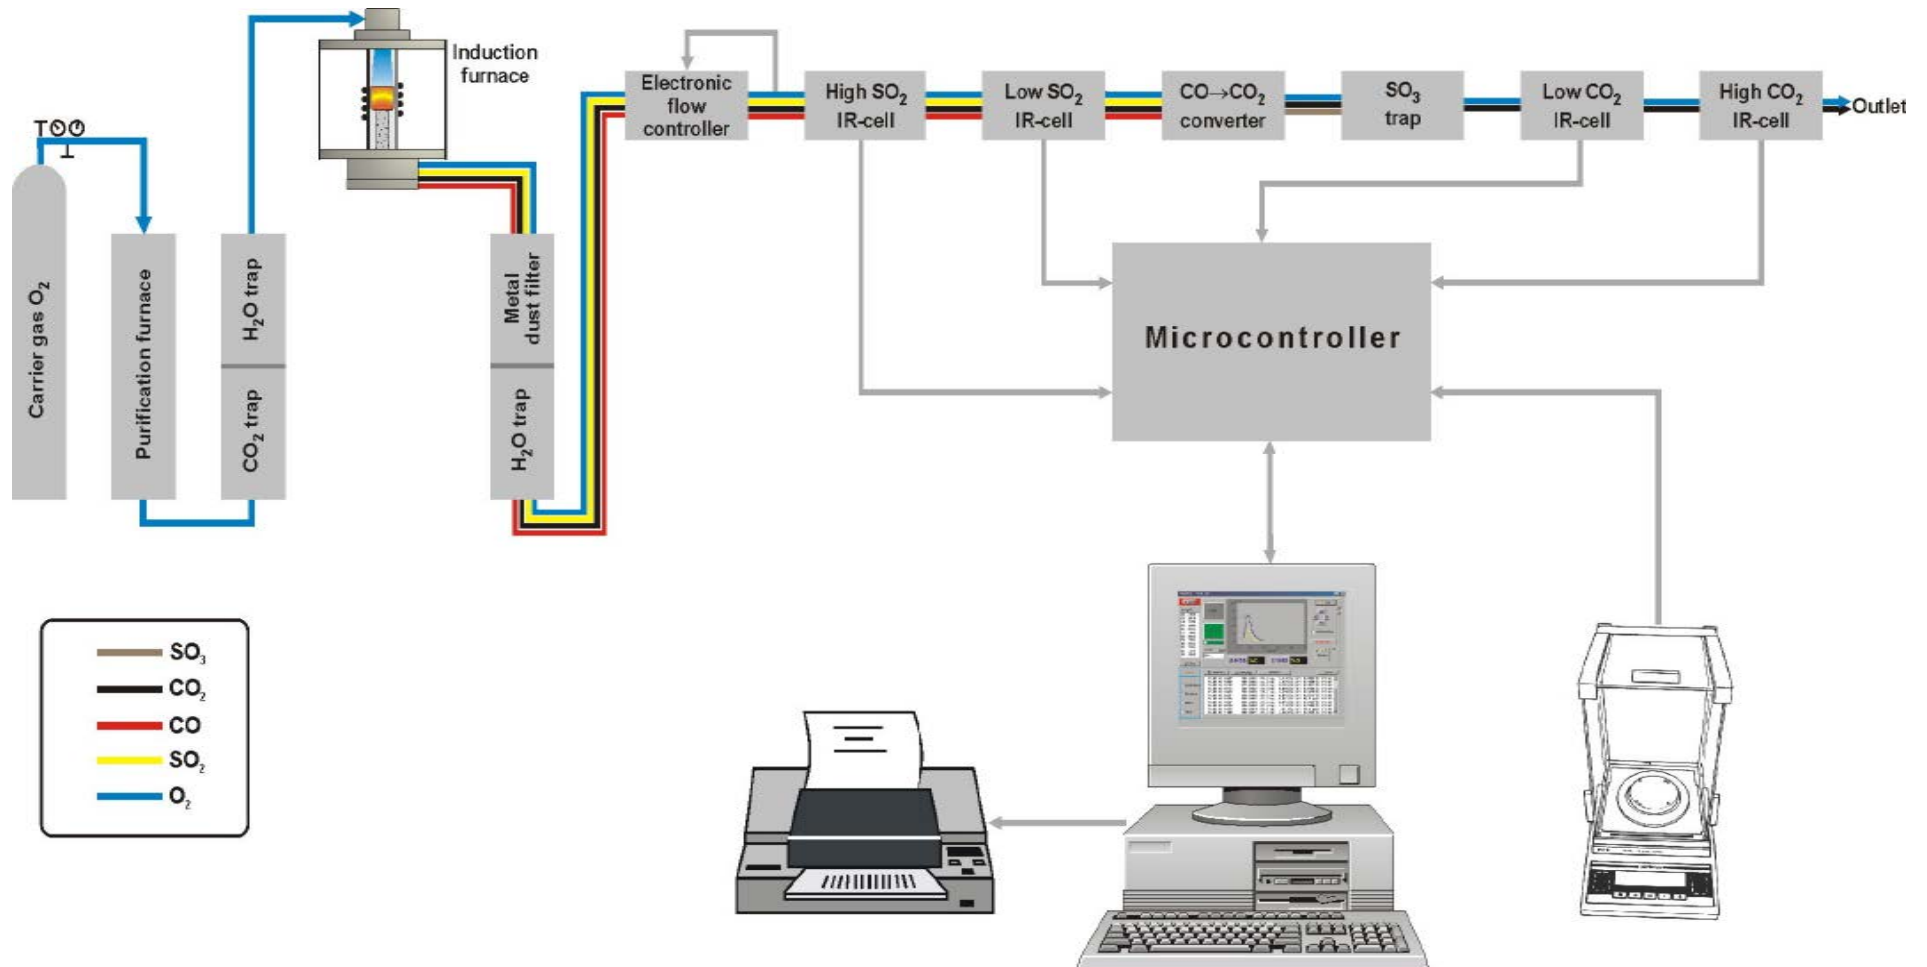 Induction
furnace
Electronic
flow
controller
High SO₂
IR-cell
Low SO₂
IR-cell
CO→CO₂
converter
SO₃
trap
Low CO₂
IR-cell
High CO₂
IR-cell
Outlet
Carrier gas O₂
Purification furnace
H₂O trap
CO₂ trap
Metal
dust filter
H₂O trap
Microcontroller
SO₃
CO₂
CO
SO₂
O₂